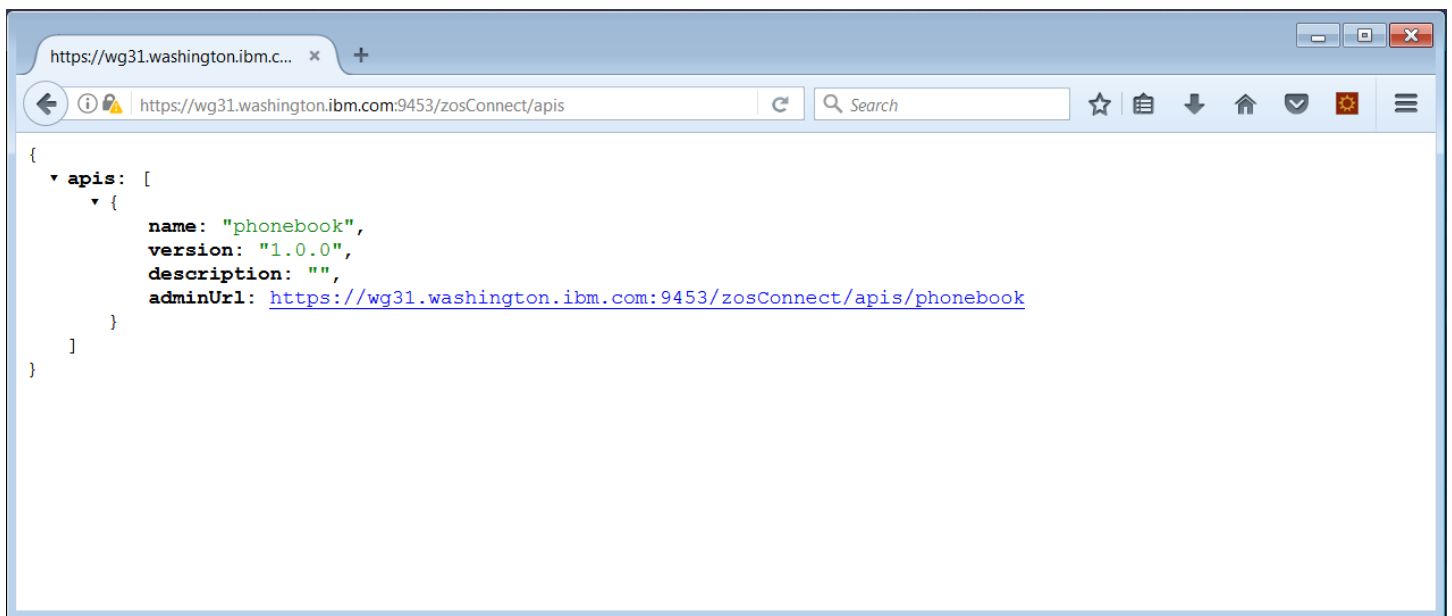 https://wg31.washington.ibm.c...
https://wg31.washington.ibm.com:9453/zosConnect/apis
Search
{
apis: [
{
name: "phonebook",
version: "1.0.0",
description: "",
adminUrl: https://wg31.washington.ibm.com:9453/zosConnect/apis/phonebook
}
]
}